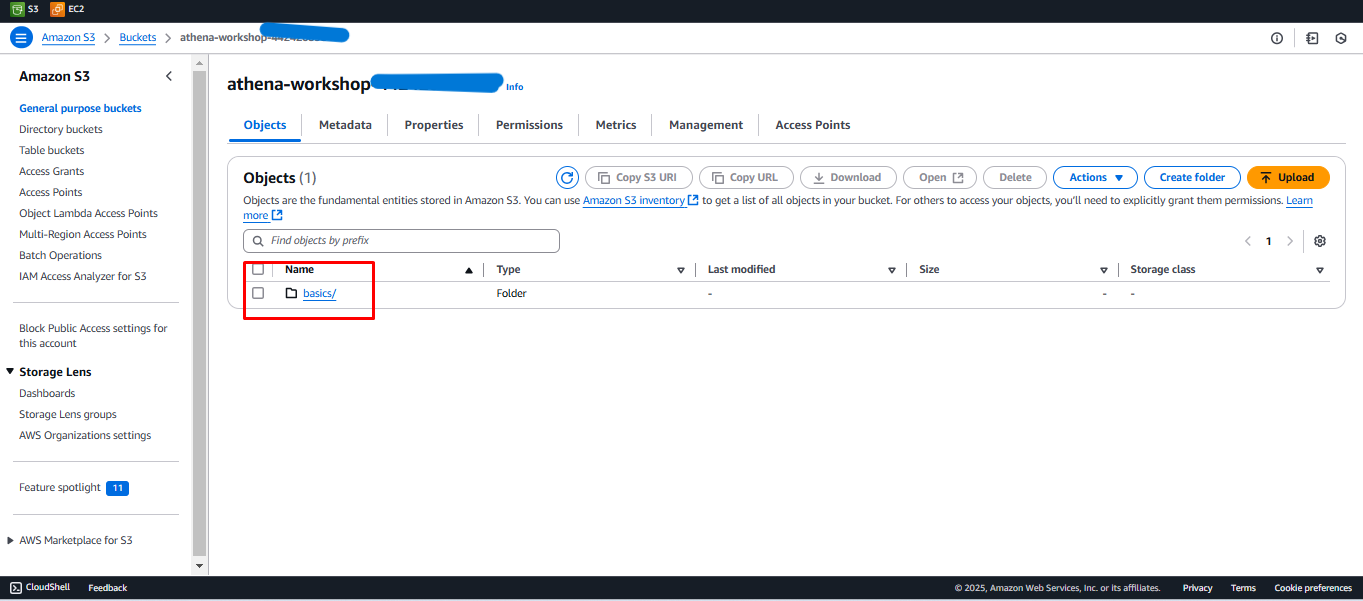 S3 EC2
Amazon S3 > Buckets > athena-workshop-
Amazon S3
General purpose buckets
Directory buckets
Table buckets
Access Grants
Access Points
Object Lambda Access Points
Multi-Region Access Points
Batch Operations
IAM Access Analyzer for S3
Block Public Access settings for
this account
Storage Lens
Dashboards
Storage Lens groups
AWS Organizations settings
Feature spotlight 11
AWS Marketplace for S3
athena-workshop Info
Objects Metadata Properties Permissions Metrics Management Access Points
Objects (1) Copy S3 URI Copy URL Download Open Delete Actions Create folder Upload
Objects are the fundamental entities stored in Amazon S3. You can use Amazon S3 inventory to get a list of all objects in your bucket. For others to access your objects, you'll need to explicitly grant them permissions. Learn
more
Find objects by prefix 1
Name Type Last modified Size Storage class
basics/ Folder - - -
CloudShell Feedback © 2025, Amazon Web Services, Inc. or its affiliates. Privacy Terms Cookie preferences